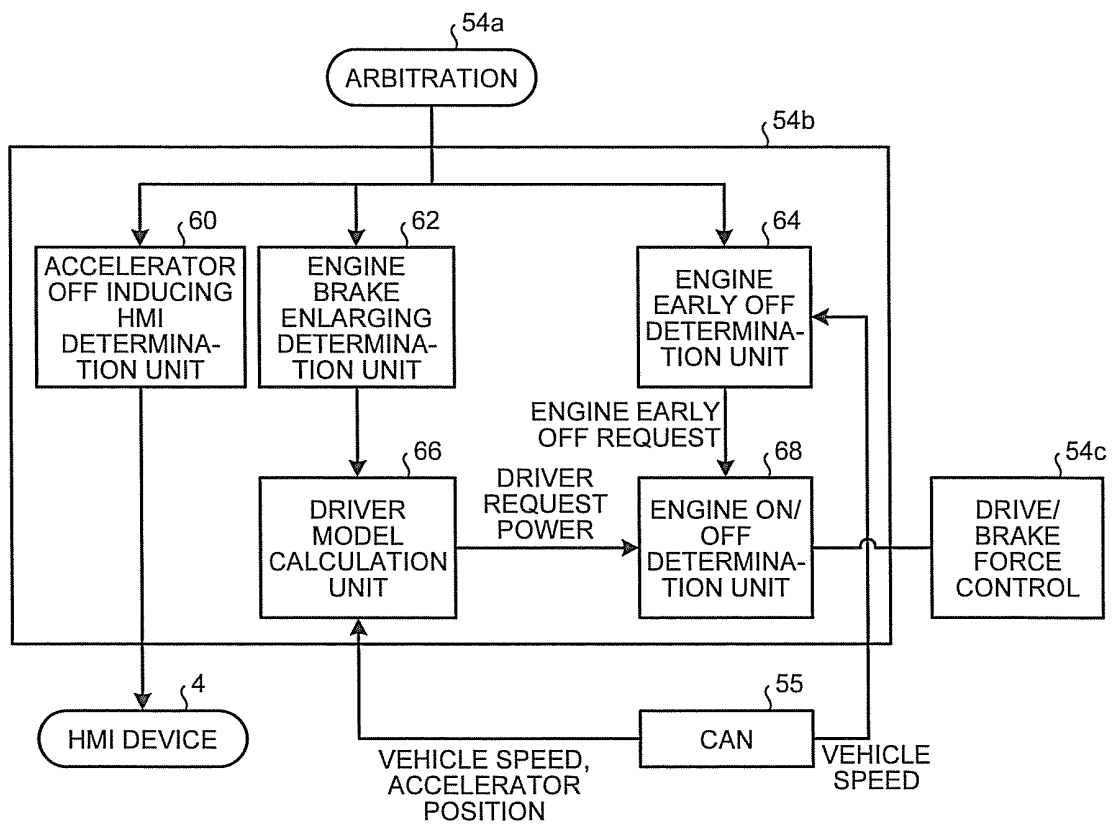 54a
ARBITRATION
54b
60
ACCELERATOR
OFF INDUCING
HMI
DETERMINA-
TION UNIT
62
ENGINE
BRAKE
ENLARGING
DETERMINA-
TION UNIT
64
ENGINE
EARLY OFF
DETERMINA-
TION UNIT
ENGINE EARLY
OFF REQUEST
66
DRIVER
MODEL
CALCULATION
UNIT
DRIVER
REQUEST
POWER
68
ENGINE ON/
OFF
DETERMINA-
TION UNIT
54c
DRIVE/
BRAKE
FORCE
CONTROL
4
HMI DEVICE
VEHICLE SPEED,
ACCELERATOR
POSITION
55
CAN
VEHICLE
SPEED